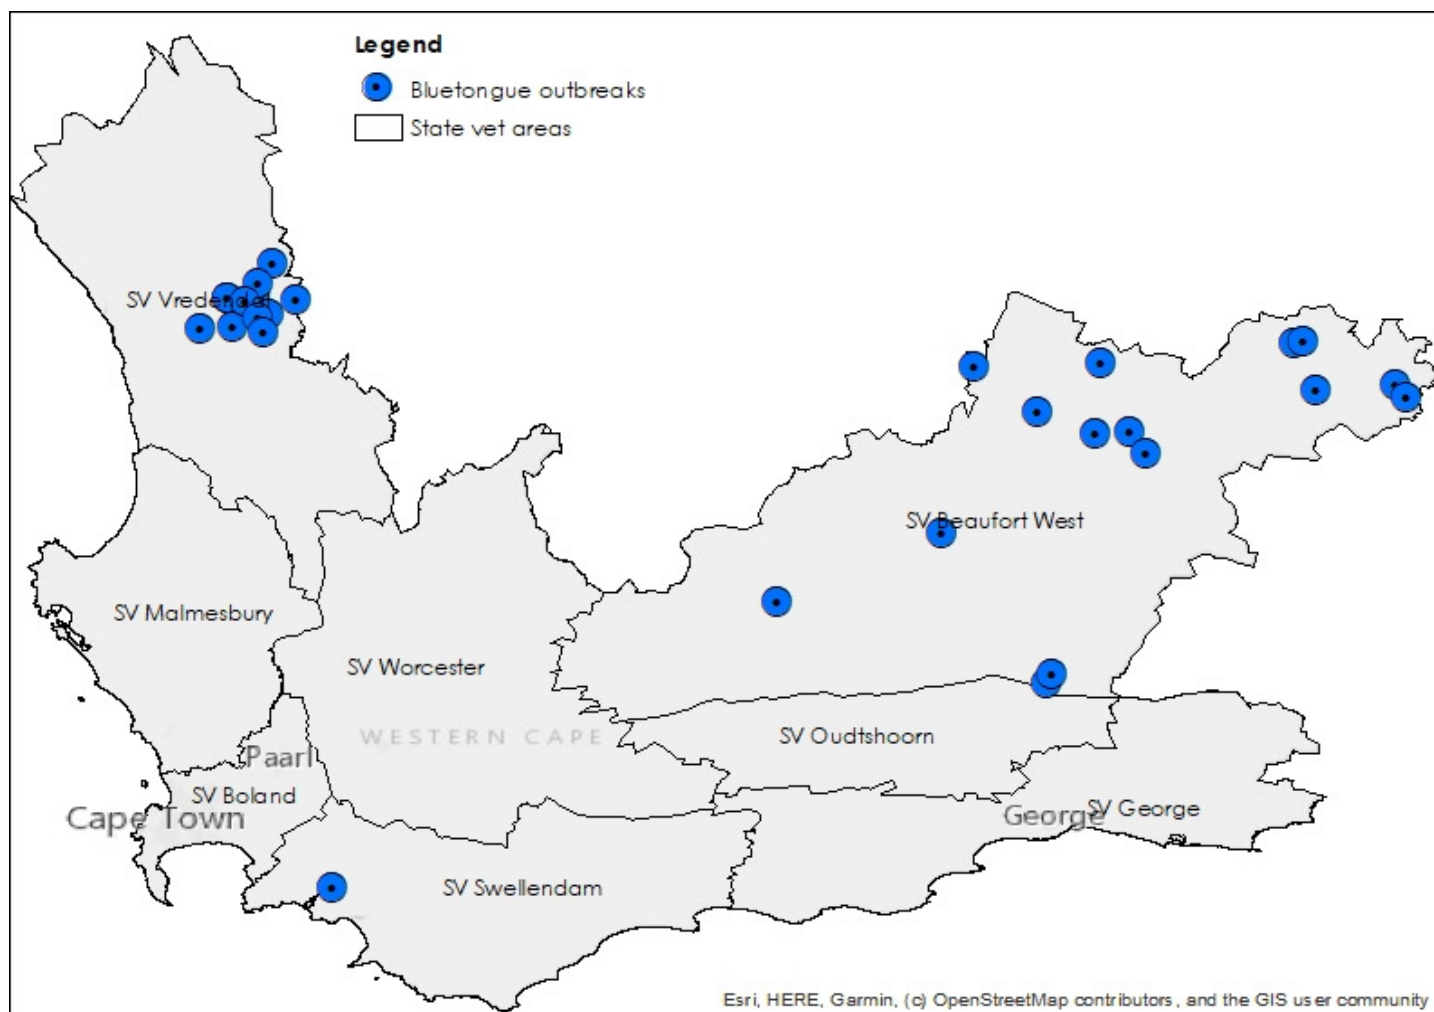 Legend
Bluetongue outbreaks
State vet areas
SV Vredendal
SV Beaufort West
SV Malmesbury
SV Worcester
WESTERN CAPE
SV Oudtshoorn
Paarl
SV Boland
Cape Town
George
SV George
SV Swellendam
Esri, HERE, Garmin, (c) OpenStreetMap contributors, and the GIS user community